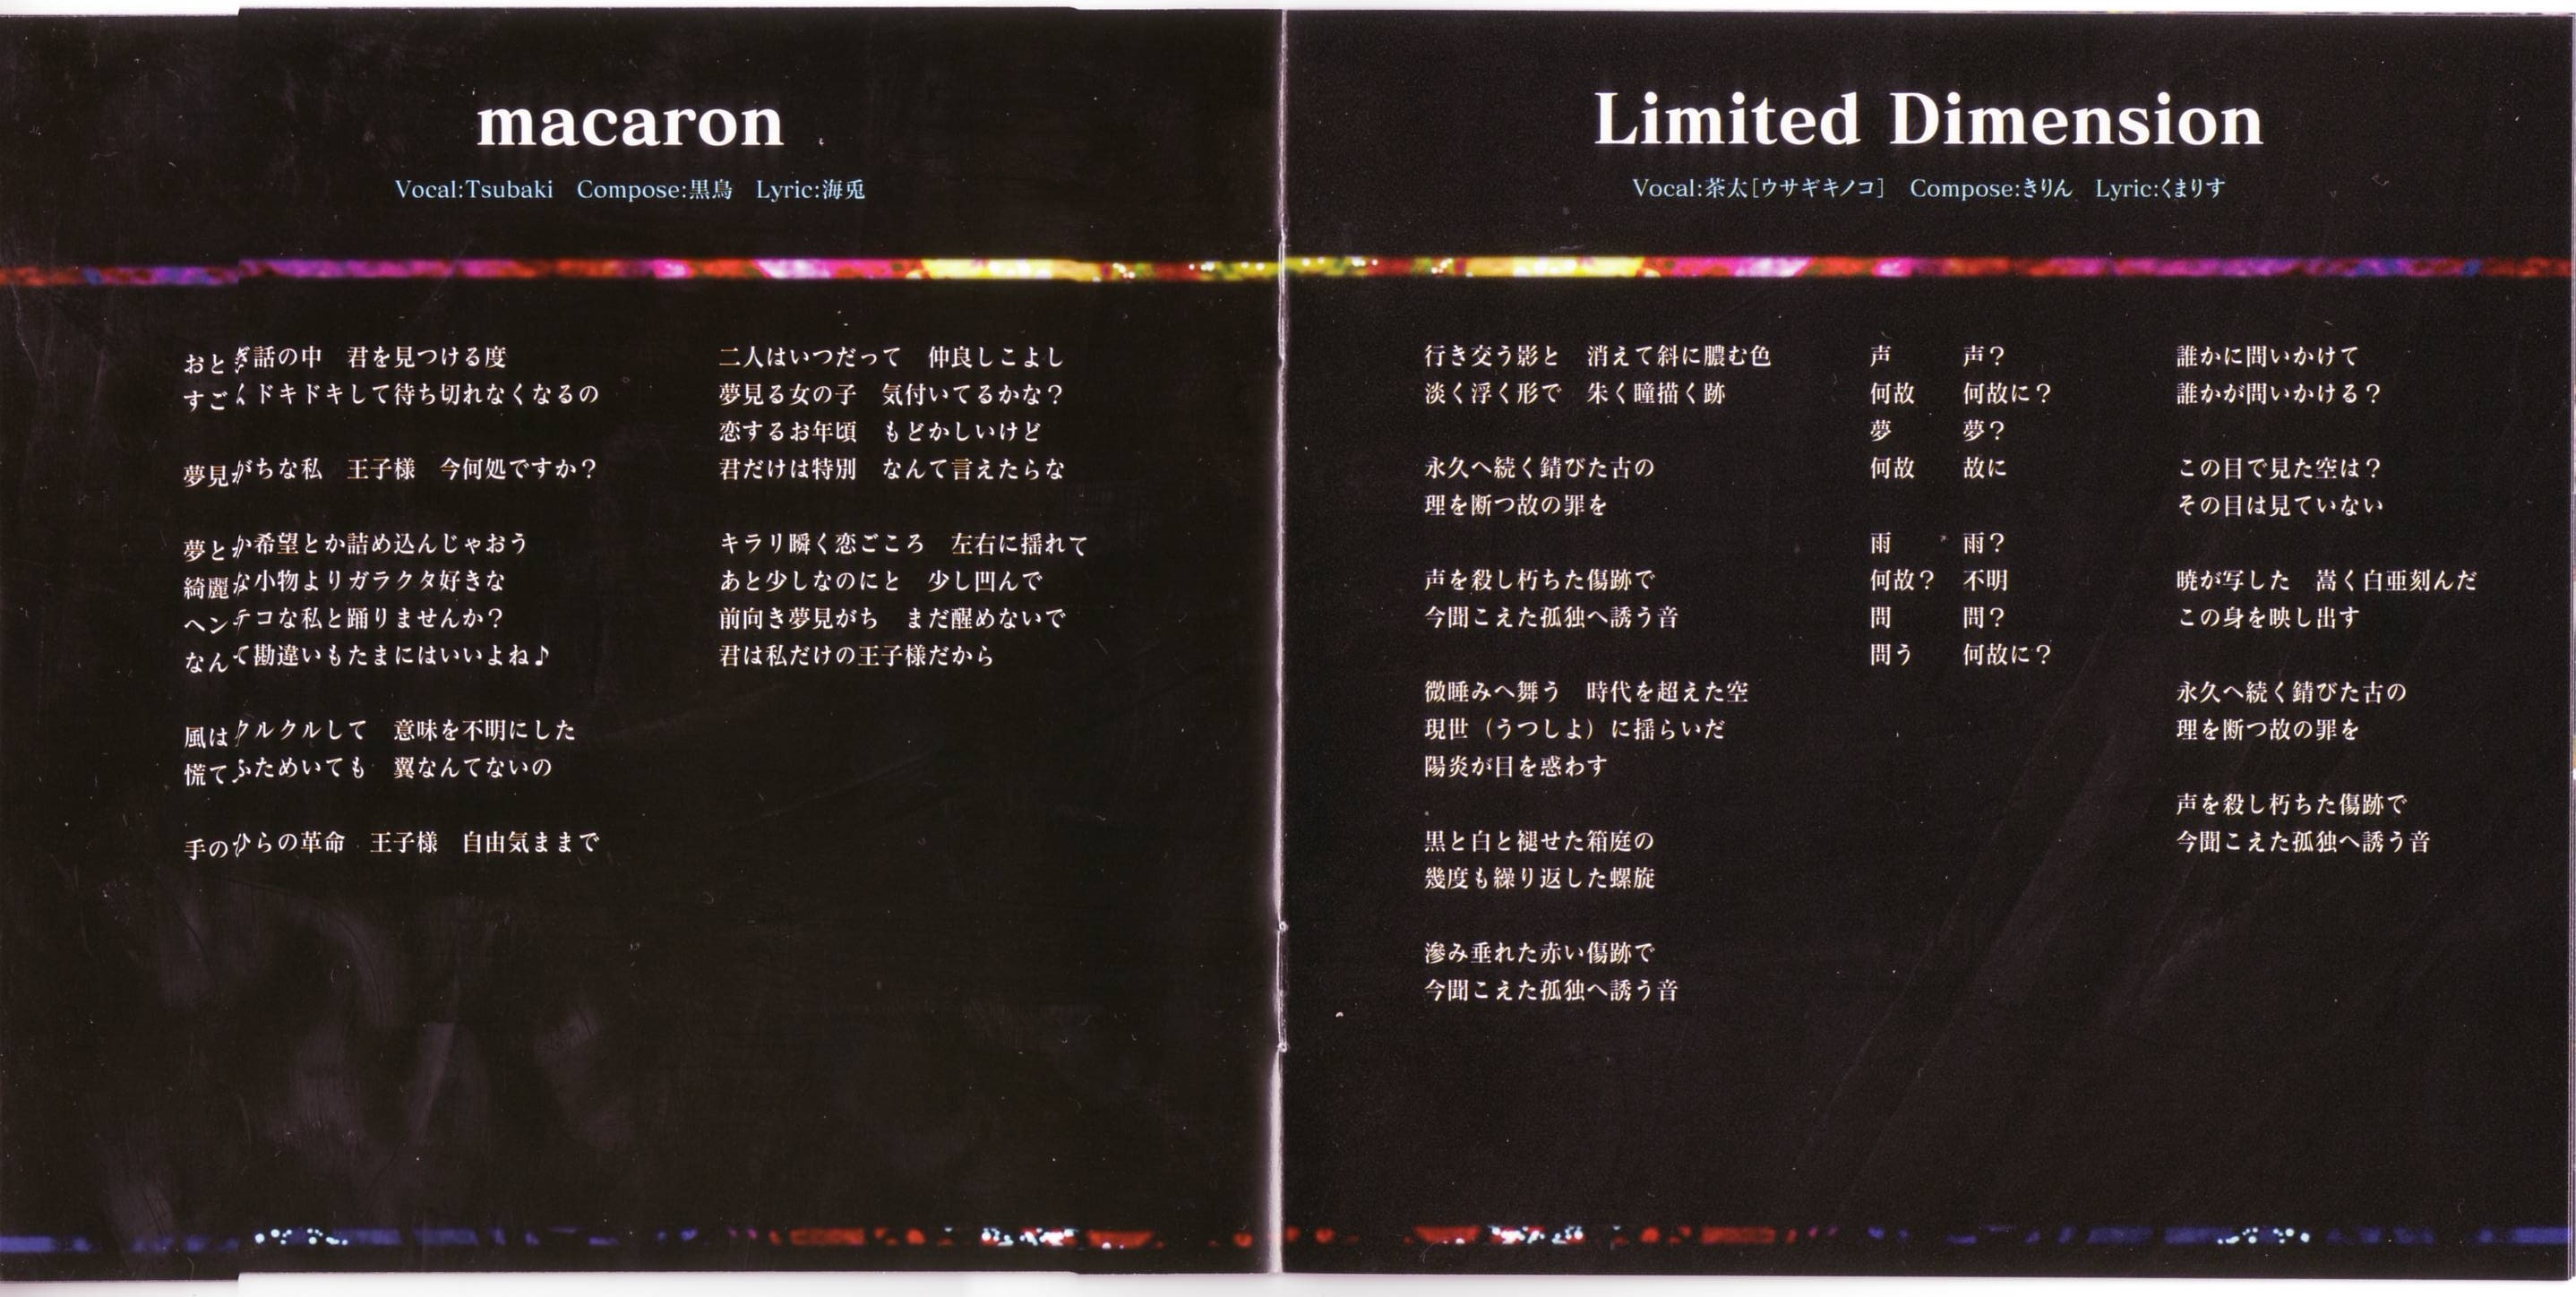 macaron
Vocal:Tsubaki　Compose:黒鳥　Lyric:海兎
おとぎ話の中　君を見つける度
すごくドキドキして待ち切れなくなるの
夢見がちな私　王子様　今何処ですか？
夢とか希望とか詰め込んじゃおう
綺麗な小物よりガラクタ好きな
ヘンテコな私と踊りませんか？
なんて勘違いもたまにはいいよね♪
風はクルクルして　意味を不明にした
慌てふためいても　翼なんてないの
手のひらの革命　王子様　自由気ままで
二人はいつだって　仲良しこよし
夢見る女の子　気付いてるかな？
恋するお年頃　もどかしいけど
君だけは特別　なんて言えたらな
キラリ瞬く恋ごころ　左右に揺れて
あと少しなのにと　少し凹んで
前向き夢見がち　まだ醒めないで
君は私だけの王子様だから
Limited Dimension
Vocal:茶太[ウサギキノコ]　Compose:きりん　Lyric:くまりす
行き交う影と　消えて斜に膿む色
淡く浮く形で　朱く瞳描く跡
永久へ続く錆びた古の
理を断つ故の罪を
声を殺し朽ちた傷跡で
今聞こえた孤独へ誘う音
微睡みへ舞う　時代を超えた空
現世（うつしよ）に揺らいだ
陽炎が目を惑わす
黒と白と褪せた箱庭の
幾度も繰り返した螺旋
滲み垂れた赤い傷跡で
今聞こえた孤独へ誘う音
声　　声？
何故　　何故に？
夢　　夢？
何故　　故に
雨　　雨？
何故？　不明
問　　問？
問う　　何故に？
誰かに問いかけて
誰かが問いかける？
この目で見た空は？
その目は見ていない
暁が写した　嵩く白亜刻んだ
この身を映し出す
永久へ続く錆びた古の
理を断つ故の罪を
声を殺し朽ちた傷跡で
今聞こえた孤独へ誘う音